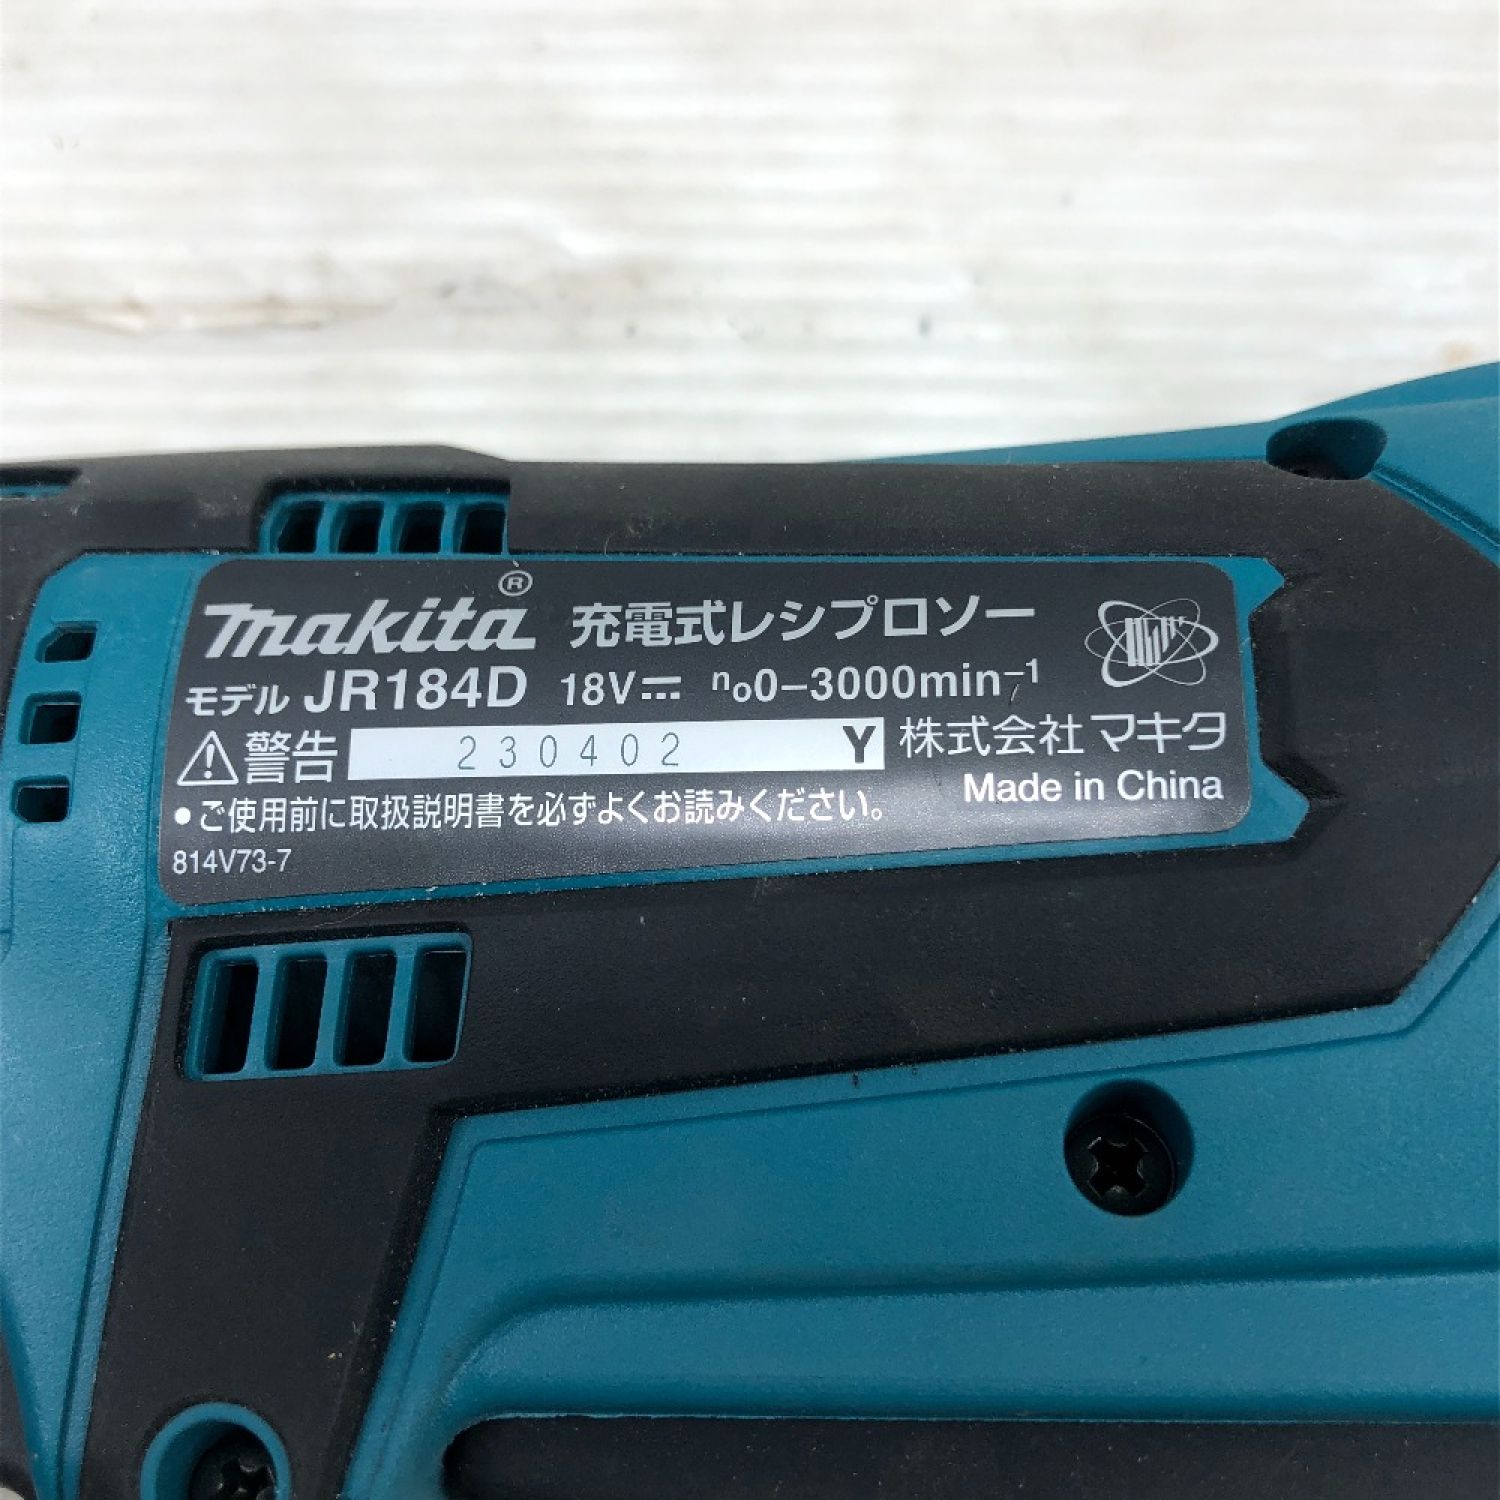 makita® 充電式レシプロソー
モデル JR184D 18V⎓ n₀0–3000min⁻¹
⚠警告 230402 Y 株式会社マキタ
Made in China
●ご使用前に取扱説明書を必ずよくお読みください。
814V73-7